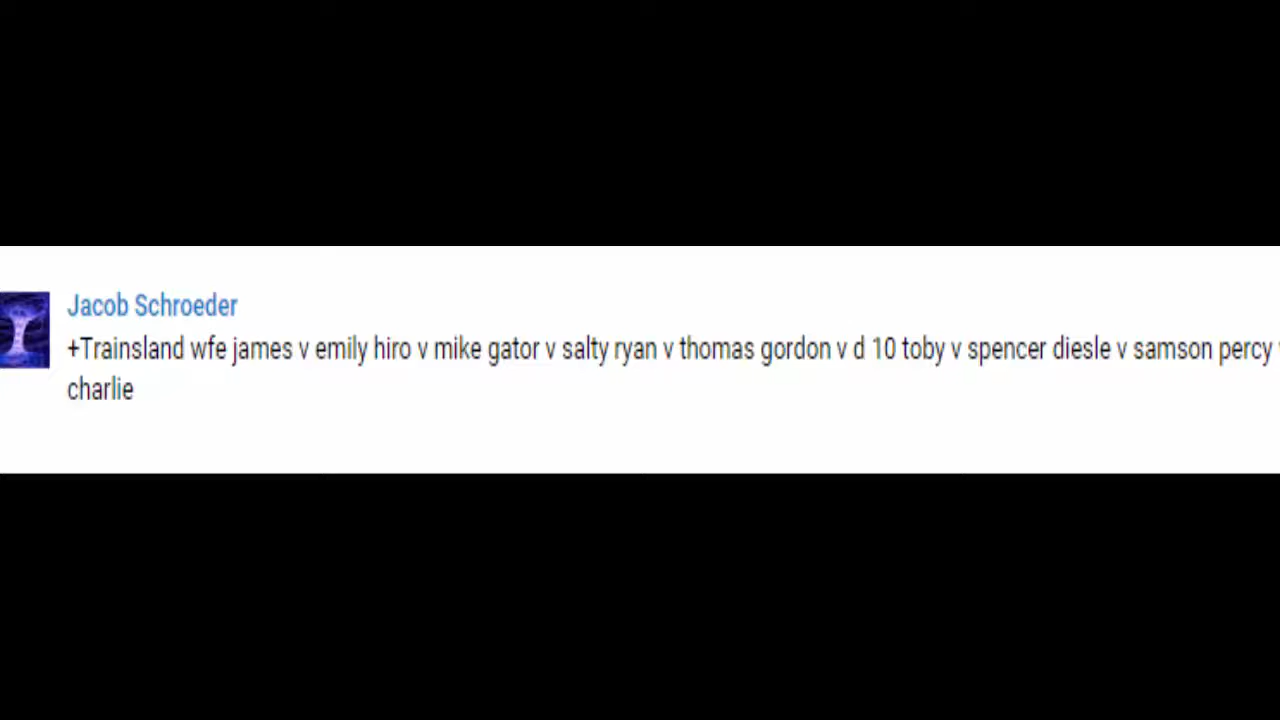 Jacob Schroeder
+Trainsland wfe james v emily hiro v mike gator v salty ryan v thomas gordon v d 10 toby v spencer diesle v samson percy
charlie